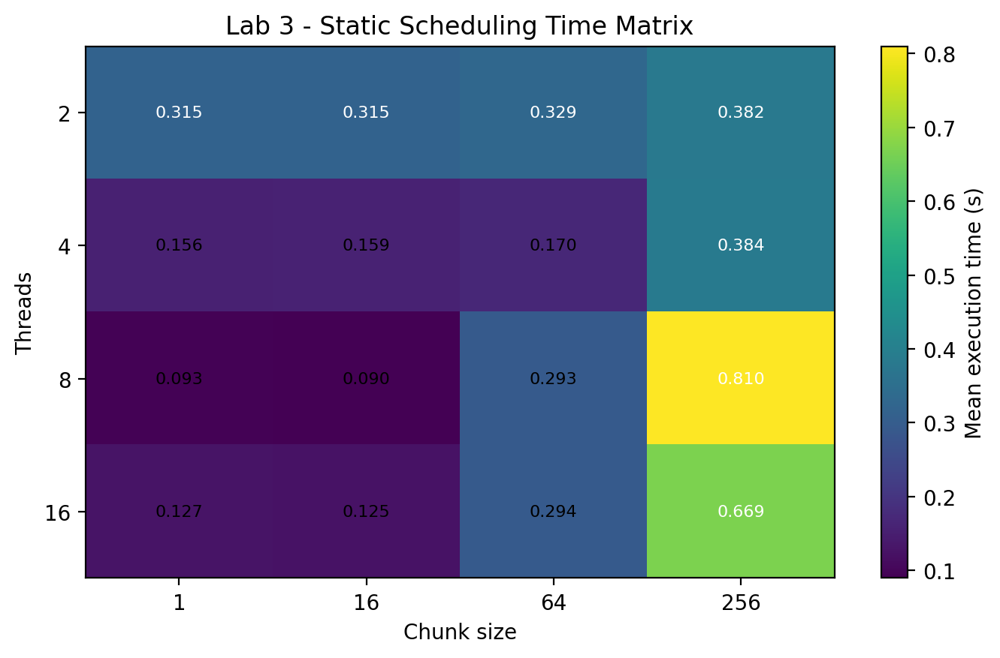 Lab 3 - Static Scheduling Time Matrix
2 0.315 0.315 0.329 0.382
4 0.156 0.159 0.170 0.384
8 0.093 0.090 0.293 0.810
16 0.127 0.125 0.294 0.669
1 16 64 256
Chunk size
Threads
0.8
0.7
0.6
0.5
0.4
0.3
0.2
0.1
Mean execution time (s)